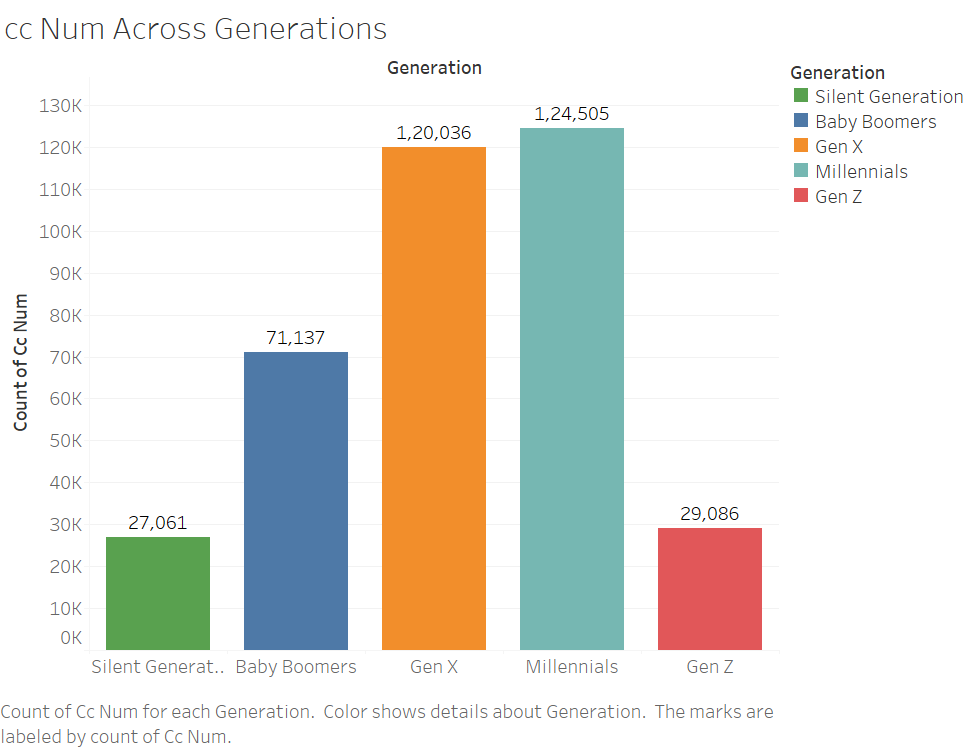 cc Num Across Generations
Generation
Generation
Silent Generation
Baby Boomers
Gen X
Millennials
Gen Z
Count of Cc Num
130K
120K
110K
100K
90K
80K
70K
60K
50K
40K
30K
20K
10K
0K
27,061
71,137
1,20,036
1,24,505
29,086
Silent Generat.. Baby Boomers Gen X Millennials Gen Z
Count of Cc Num for each Generation. Color shows details about Generation. The marks are
labeled by count of Cc Num.